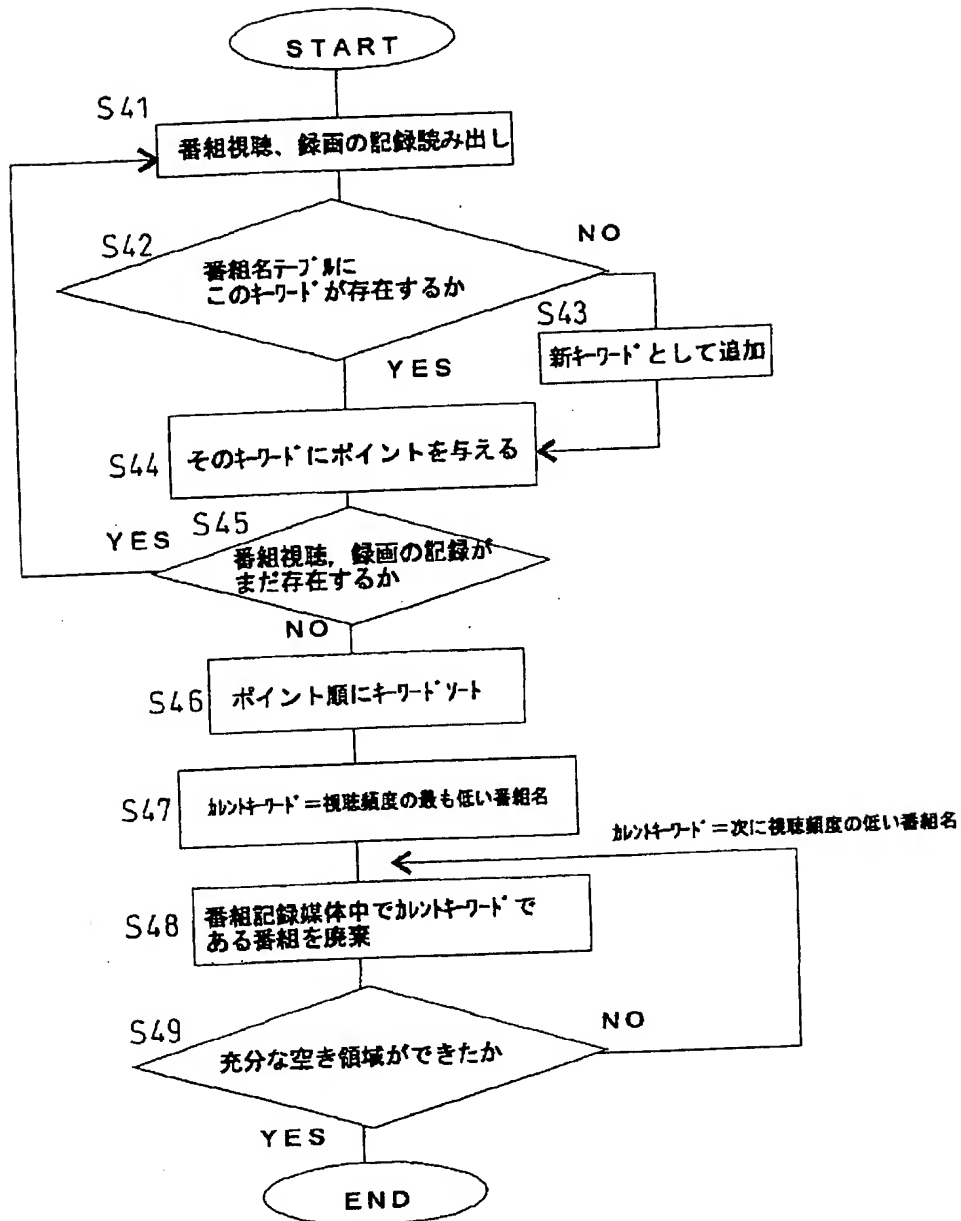 START
S41
番組視聴、録画の記録読み出し
S42
NO
番組名テーブルに
このキーワードが存在するか
S43
新キーワードとして追加
YES
S44
そのキーワードにポイントを与える
S45
YES
番組視聴，録画の記録が
まだ存在するか
NO
S46
ポイント順にキーワードソート
S47
カレントキーワード＝視聴頻度の最も低い番組名
カレントキーワード＝次に視聴頻度の低い番組名
S48
番組記録媒体中でカレントキーワードで
ある番組を廃棄
S49
NO
充分な空き領域ができたか
YES
END